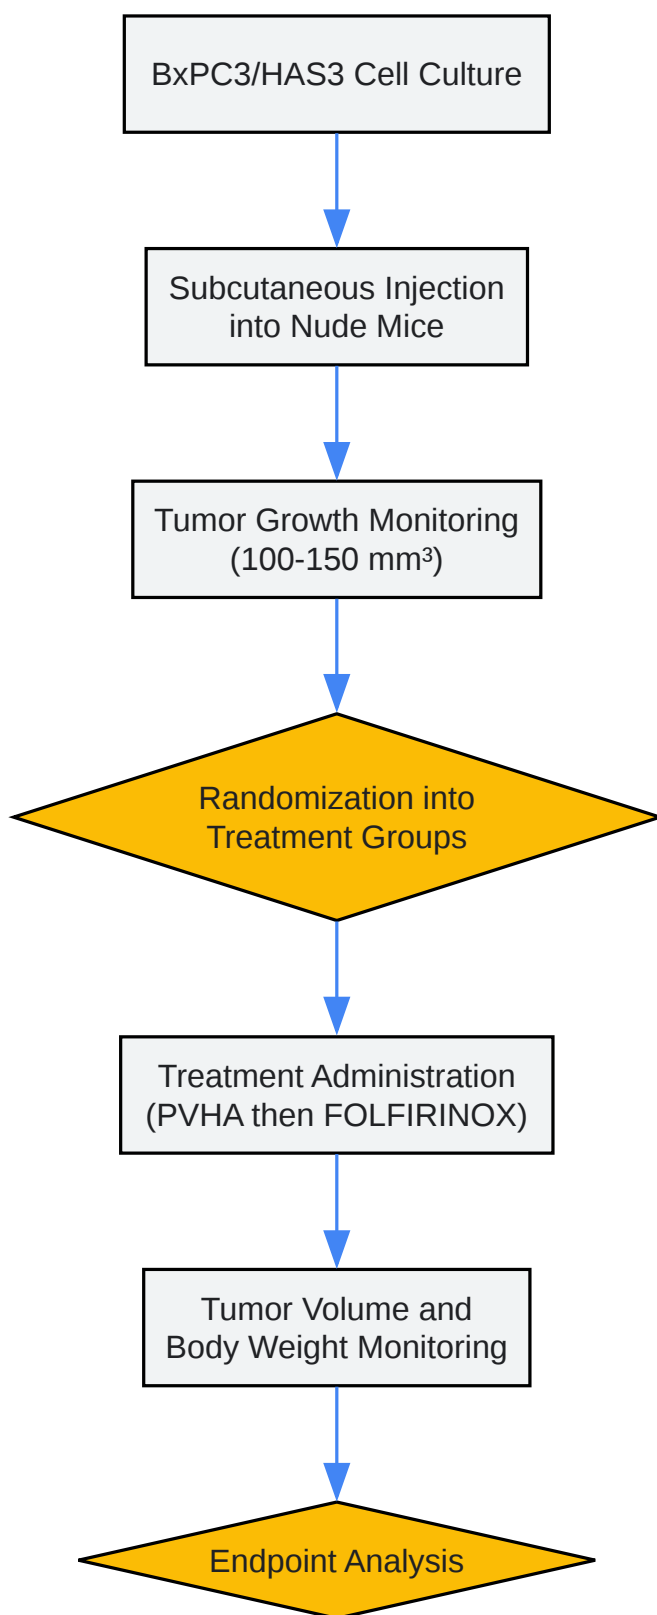 BxPC3/HAS3 Cell Culture
Subcutaneous Injection
into Nude Mice
Tumor Growth Monitoring
(100-150 mm³)
Randomization into
Treatment Groups
Treatment Administration
(PVHA then FOLFIRINOX)
Tumor Volume and
Body Weight Monitoring
Endpoint Analysis